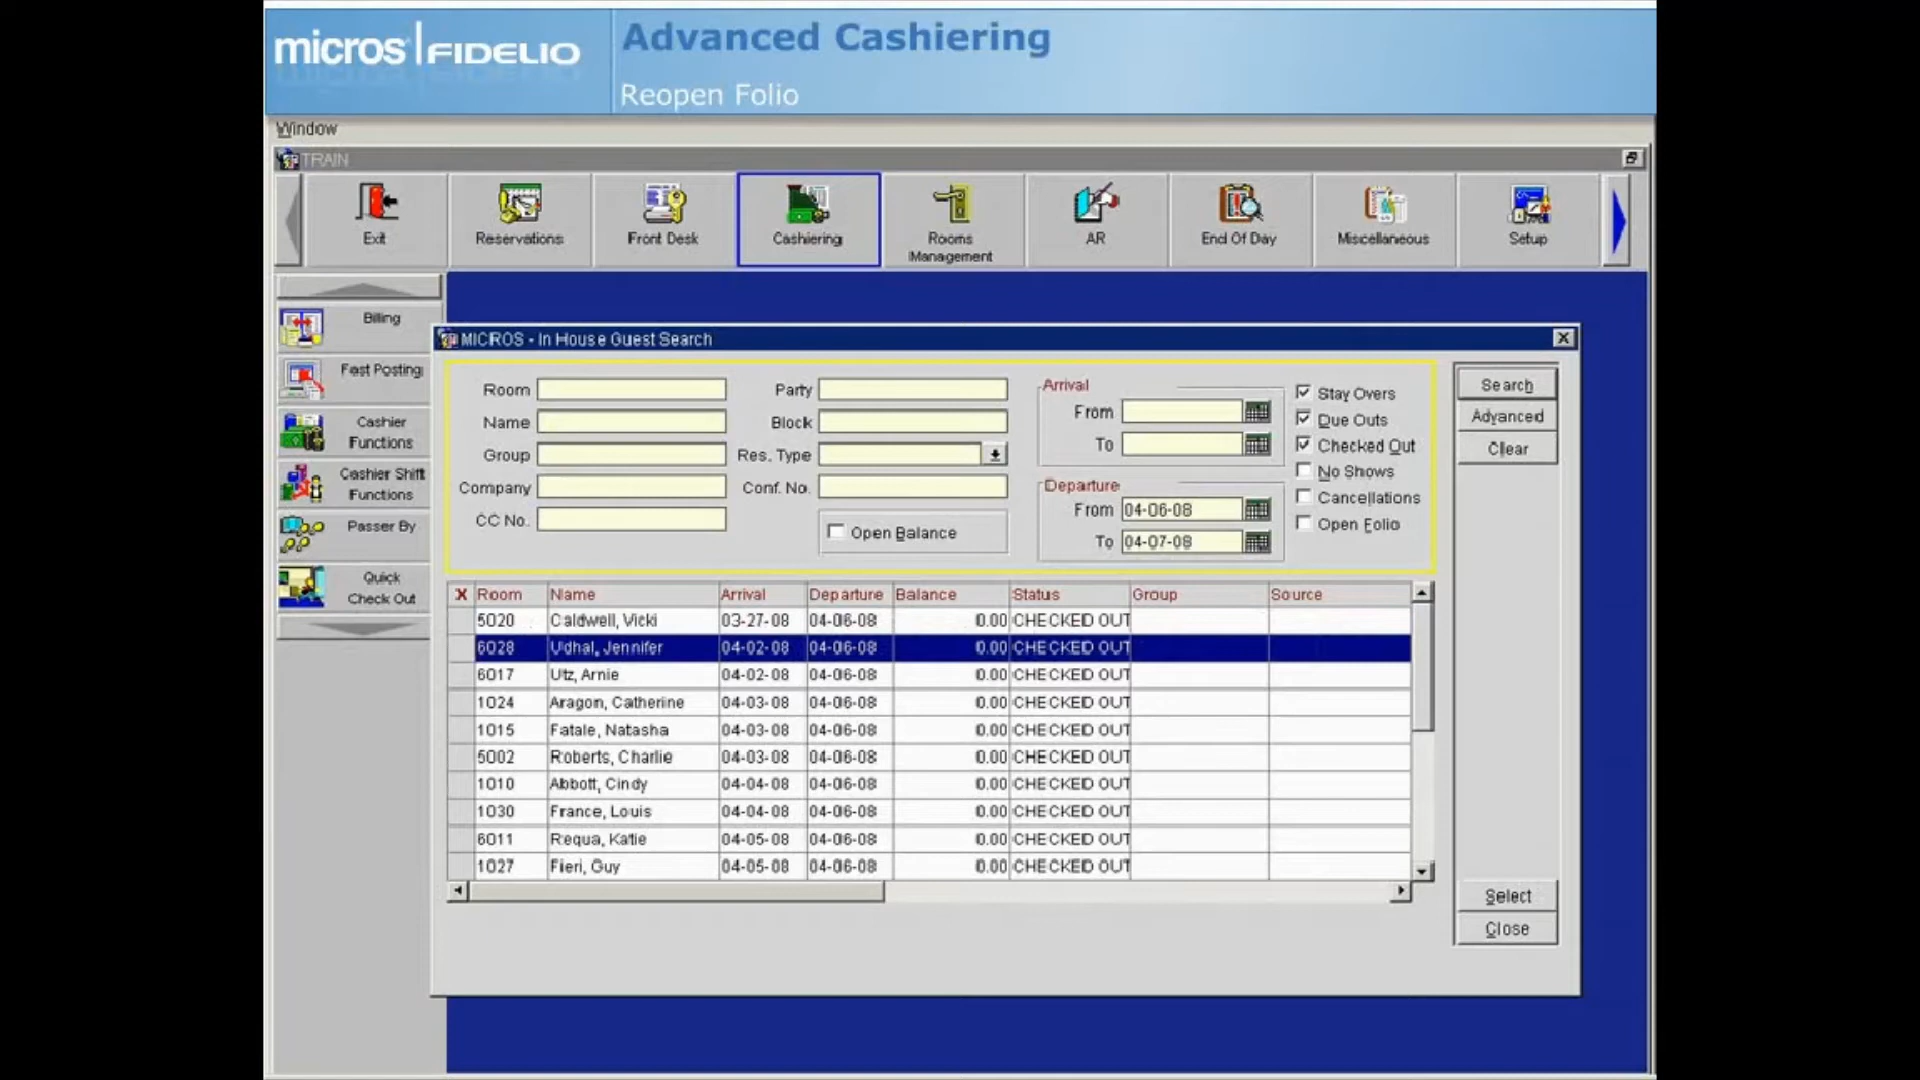 micros | FIDELIO
Advanced Cashiering
Reopen Folio
Window
TRAIN
Exit
Reservations
Front Desk
Cashiering
Rooms
Management
AR
End Of Day
Miscellaneous
Setup
Billing
Fast Posting
Cashier
Functions
Cashier Shift
Functions
Passer By
Quick
Check Out
MICROS - In House Guest Search
Room
Name
Group
Company
CC No.
Party
Block
Res. Type
Conf. No.
Open Balance
Arrival
From
To
Departure
From 04-06-08
To 04-07-08
Stay Overs
Due Outs
Checked Out
No Shows
Cancellations
Open Folio
Search
Advanced
Clear
X Room Name Arrival Departure Balance Status Group Source
5020 Caldwell, Vicki 03-27-08 04-06-08 0.00 CHECKED OUT
6028 Udhal, Jennifer 04-02-08 04-06-08 0.00 CHECKED OUT
6017 Utz, Arnie 04-02-08 04-06-08 0.00 CHECKED OUT
1024 Aragon, Catherine 04-03-08 04-06-08 0.00 CHECKED OUT
1015 Fatale, Natasha 04-03-08 04-06-08 0.00 CHECKED OUT
5002 Roberts, Charlie 04-03-08 04-06-08 0.00 CHECKED OUT
1010 Abbott, Cindy 04-04-08 04-06-08 0.00 CHECKED OUT
1030 France, Louis 04-04-08 04-06-08 0.00 CHECKED OUT
6011 Requa, Katie 04-05-08 04-06-08 0.00 CHECKED OUT
1027 Fieri, Guy 04-05-08 04-06-08 0.00 CHECKED OUT
Select
Close